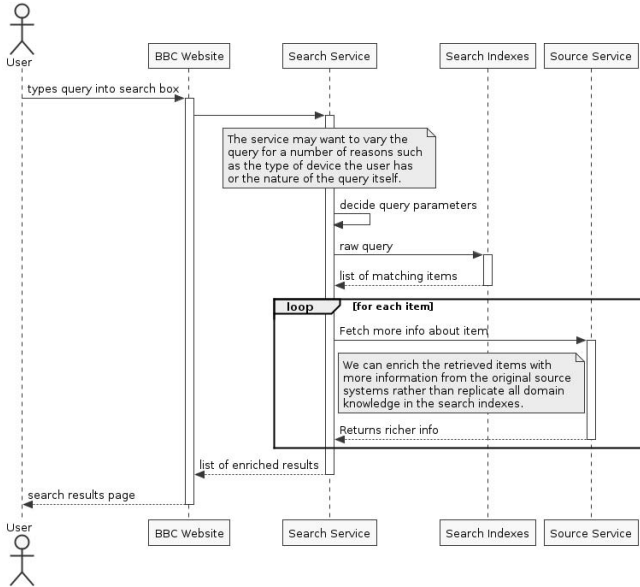 User
BBC Website
Search Service
Search Indexes
Source Service
types query into search box
The service may want to vary the
query for a number of reasons such
as the type of device the user has
or the nature of the query itself.
decide query parameters
raw query
list of matching items
loop
[for each item]
Fetch more info about item
We can enrich the retrieved items with
more information from the original source
systems rather than replicate all domain
knowledge in the search indexes.
Returns richer info
list of enriched results
search results page
User
BBC Website
Search Service
Search Indexes
Source Service